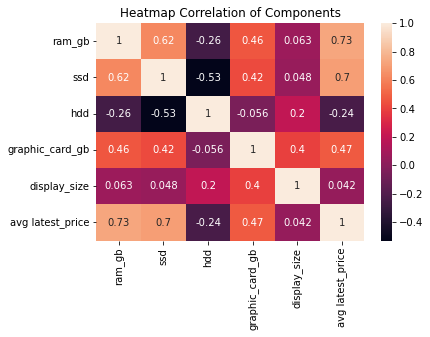 Heatmap Correlation of Components
ram_gb 1 0.62 -0.26 0.46 0.063 0.73
ssd 0.62 1 -0.53 0.42 0.048 0.7
hdd -0.26 -0.53 1 -0.056 0.2 -0.24
graphic_card_gb 0.46 0.42 -0.056 1 0.4 0.47
display_size 0.063 0.048 0.2 0.4 1 0.042
avg latest_price 0.73 0.7 -0.24 0.47 0.042 1
ram_gb
ssd
hdd
graphic_card_gb
display_size
avg latest_price
1.0
0.8
0.6
0.4
0.2
0.0
−0.2
−0.4